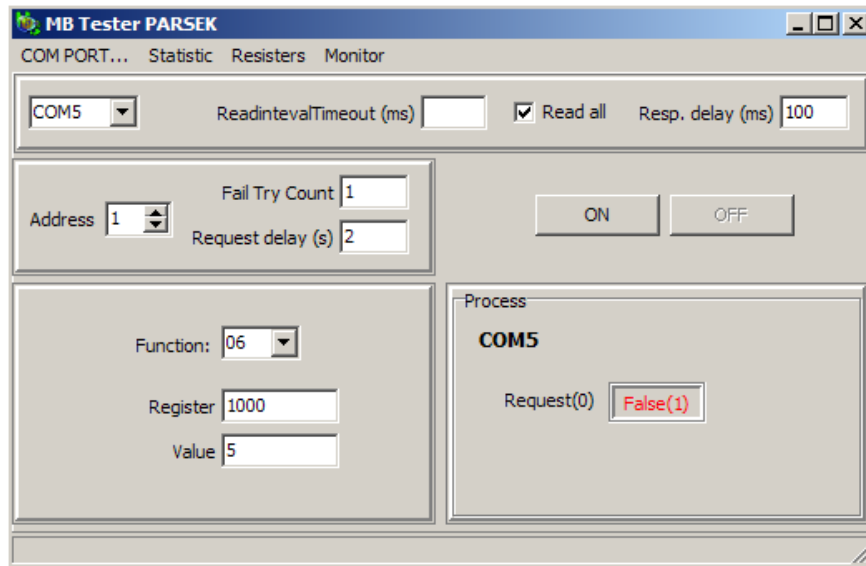 MB Tester PARSEK
COM PORT... Statistic Resisters Monitor
COM5 ReadintevalTimeout (ms) Read all Resp. delay (ms) 100
Fail Try Count 1
Address 1
Request delay (s) 2
ON OFF
Function: 06
Register 1000
Value 5
Process
COM5
Request(0) False(1)